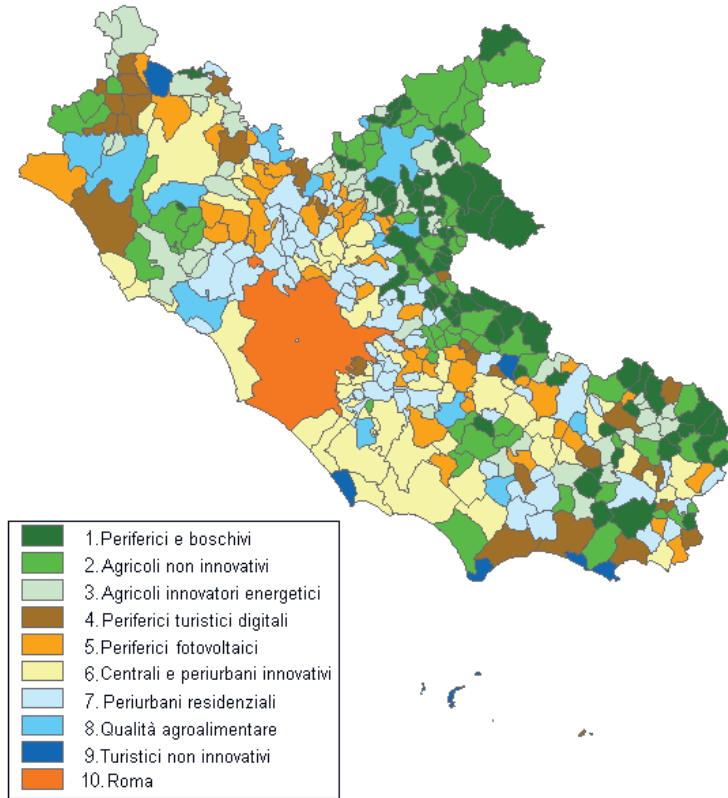 1.Periferici e boschivi
2.Agricoli non innovativi
3.Agricoli innovatori energetici
4.Periferici turistici digitali
5.Periferici fotovoltaici
6.Centrali e periurbani innovativi
7.Periurbani residenziali
8.Qualità agroalimentare
9.Turistici non innovativi
10.Roma